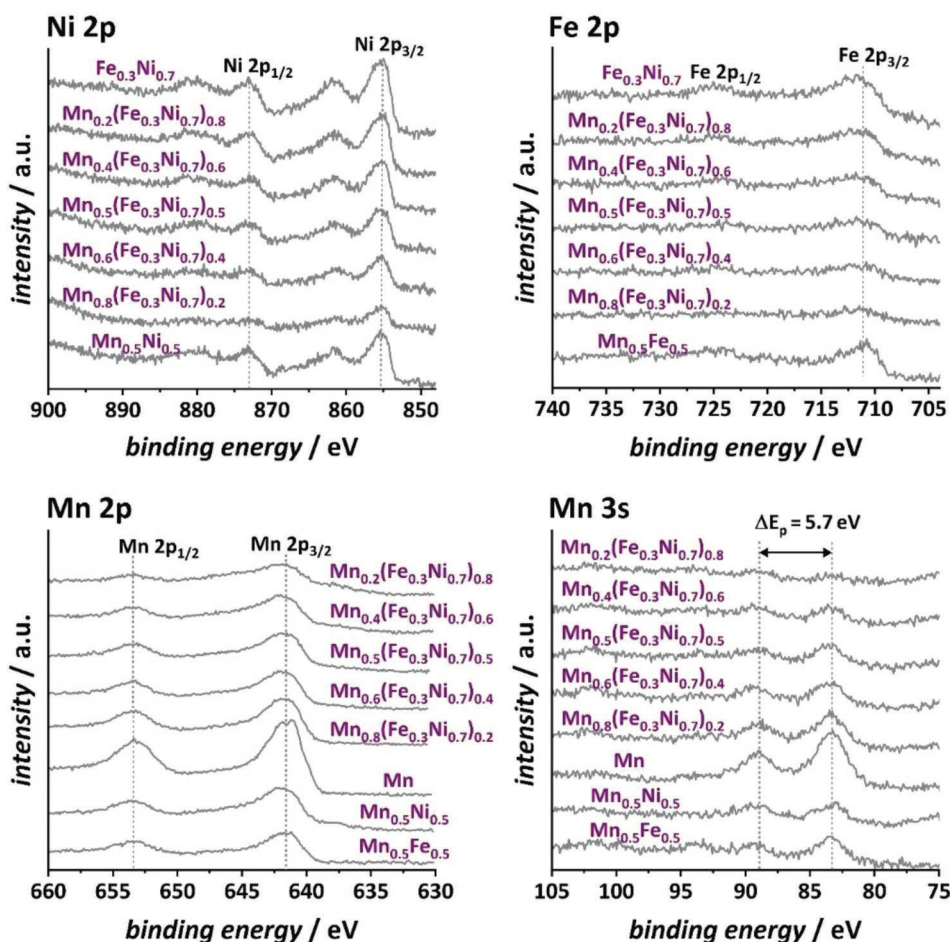 Ni 2p
Ni 2p3/2
Fe0.3Ni0.7
Ni 2p1/2
Mn0.2(Fe0.3Ni0.7)0.8
Mn0.4(Fe0.3Ni0.7)0.6
Mn0.5(Fe0.3Ni0.7)0.5
Mn0.6(Fe0.3Ni0.7)0.4
Mn0.8(Fe0.3Ni0.7)0.2
Mn0.5Ni0.5
intensity / a.u.
900 890 880 870 860 850
binding energy / eV
Fe 2p
Fe0.3Ni0.7 Fe 2p1/2 Fe 2p3/2
Mn0.2(Fe0.3Ni0.7)0.8
Mn0.4(Fe0.3Ni0.7)0.6
Mn0.5(Fe0.3Ni0.7)0.5
Mn0.6(Fe0.3Ni0.7)0.4
Mn0.8(Fe0.3Ni0.7)0.2
Mn0.5Fe0.5
intensity / a.u.
740 735 730 725 720 715 710 705
binding energy / eV
Mn 2p
Mn 2p1/2 Mn 2p3/2
Mn0.2(Fe0.3Ni0.7)0.8
Mn0.4(Fe0.3Ni0.7)0.6
Mn0.5(Fe0.3Ni0.7)0.5
Mn0.6(Fe0.3Ni0.7)0.4
Mn0.8(Fe0.3Ni0.7)0.2
Mn
Mn0.5Ni0.5
Mn0.5Fe0.5
intensity / a.u.
660 655 650 645 640 635 630
binding energy / eV
Mn 3s
ΔEp = 5.7 eV
Mn0.2(Fe0.3Ni0.7)0.8
Mn0.4(Fe0.3Ni0.7)0.6
Mn0.5(Fe0.3Ni0.7)0.5
Mn0.6(Fe0.3Ni0.7)0.4
Mn0.8(Fe0.3Ni0.7)0.2
Mn
Mn0.5Ni0.5
Mn0.5Fe0.5
intensity / a.u.
105 100 95 90 85 80 75
binding energy / eV